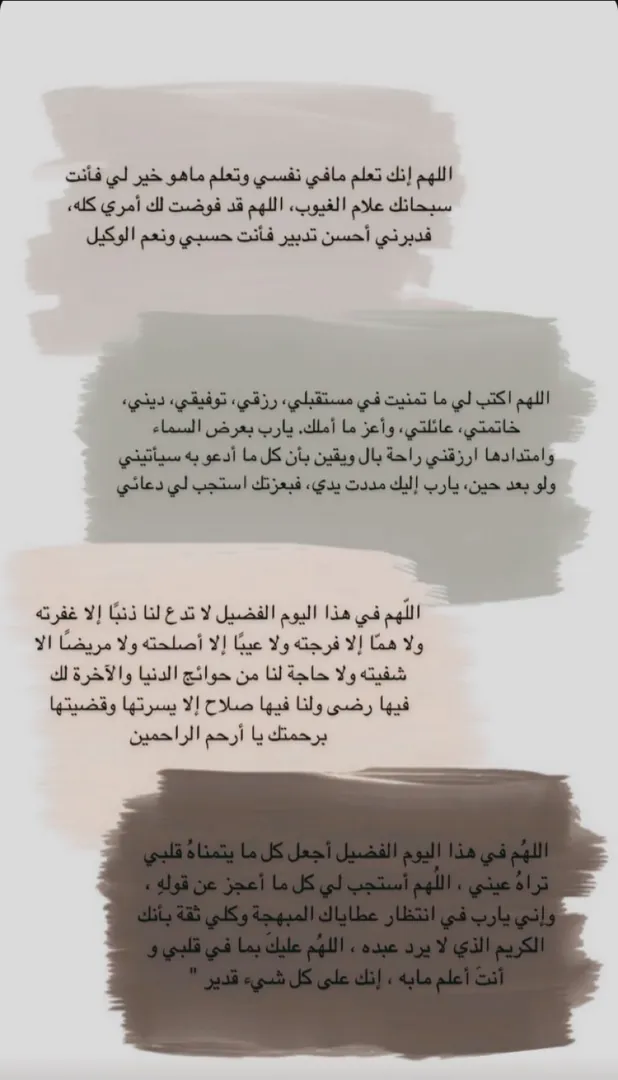 اللهم إنك تعلم مافي نفسي وتعلم ماهو خير لي فأنت
سبحانك علام الغيوب، اللهم قد فوضت لك أمري كله،
فدبرني أحسن تدبير فأنت حسبي ونعم الوكيل
اللهم اكتب لي ما تمنيت في مستقبلي، رزقي، توفيقي، ديني،
خاتمتي، عائلتي، وأعز ما أملك. يارب بعرض السماء
وامتدادها ارزقني راحة بال ويقين بأن كل ما أدعو به سيأتيني
ولو بعد حين، يارب إليك مددت يدي، فبعزتك استجب لي دعائي
اللّهم في هذا اليوم الفضيل لا تدع لنا ذنبًا إلا غفرته
ولا همّا إلا فرجته ولا عيبًا إلا أصلحته ولا مريضًا الا
شفيته ولا حاجة لنا من حوائج الدنيا والآخرة لك
فيها رضى ولنا فيها صلاح إلا يسرتها وقضيتها
برحمتك يا أرحم الراحمين
اللهُم في هذا اليوم الفضيل أجعل كل ما يتمناهُ قلبي
تراهُ عيني ، اللُهم أستجب لي كل ما أعجز عن قولهِ ،
وإني يارب في انتظار عطاياك المبهجة وكلي ثقة بأنك
الكريم الذي لا يرد عبده ، اللهُم عليكَ بما في قلبي و
أنتَ أعلم مابه ، إنك على كل شيء قدير "